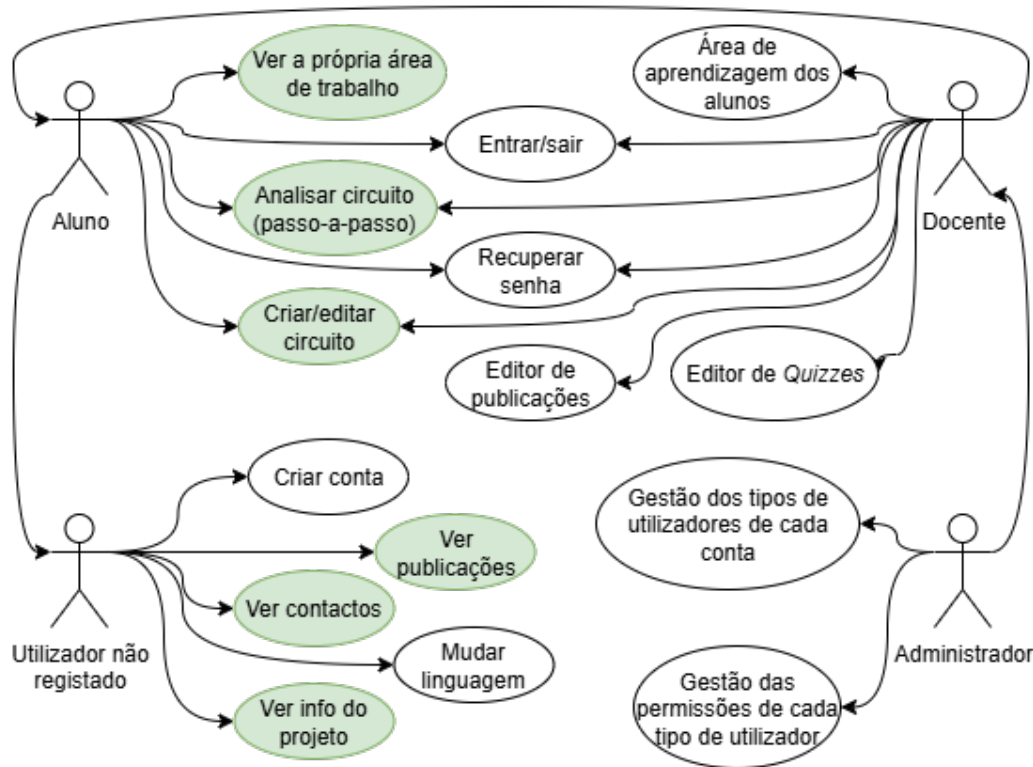 Ver a própria área
de trabalho
Área de
aprendizagem dos
alunos
Entrar/sair
Analisar circuito
(passo-a-passo)
Aluno
Docente
Recuperar
senha
Criar/editar
circuito
Editor de
publicações
Editor de Quizzes
Criar conta
Gestão dos tipos de
utilizadores de cada
conta
Ver
publicações
Ver contactos
Utilizador não
registado
Mudar
linguagem
Administrador
Gestão das
permissões de cada
tipo de utilizador
Ver info do
projeto